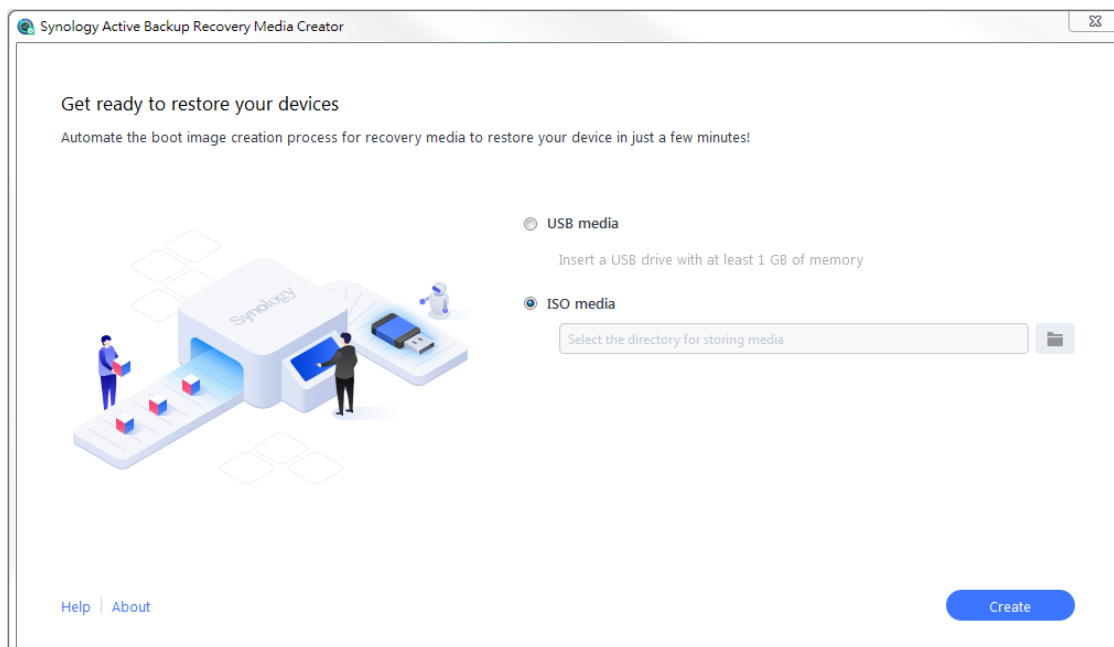 Synology Active Backup Recovery Media Creator
Get ready to restore your devices
Automate the boot image creation process for recovery media to restore your device in just a few minutes!
USB media
Insert a USB drive with at least 1 GB of memory
Synology
ISO media
Select the directory for storing media
Help
About
Create